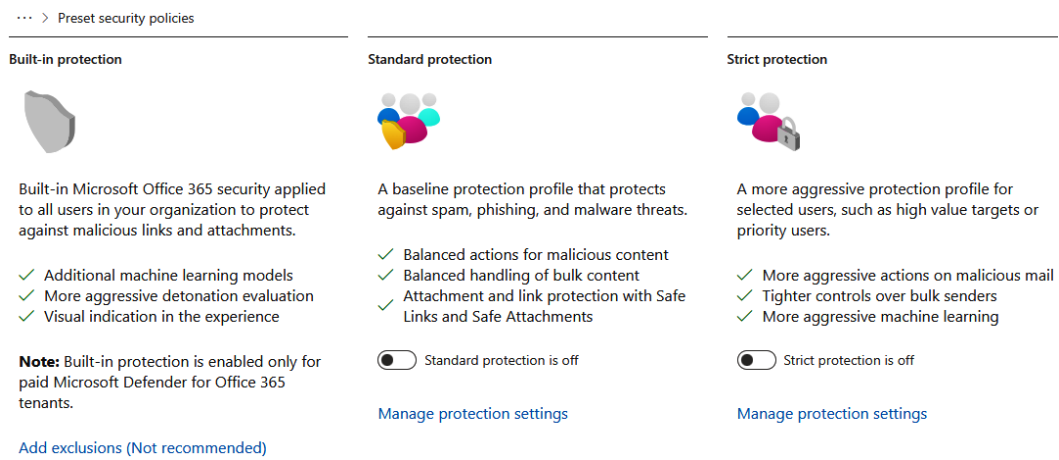 ··· > Preset security policies
Built-in protection
Built-in Microsoft Office 365 security applied
to all users in your organization to protect
against malicious links and attachments.
Additional machine learning models
More aggressive detonation evaluation
Visual indication in the experience
Note: Built-in protection is enabled only for
paid Microsoft Defender for Office 365
tenants.
Add exclusions (Not recommended)
Standard protection
A baseline protection profile that protects
against spam, phishing, and malware threats.
Balanced actions for malicious content
Balanced handling of bulk content
Attachment and link protection with Safe
Links and Safe Attachments
Standard protection is off
Manage protection settings
Strict protection
A more aggressive protection profile for
selected users, such as high value targets or
priority users.
More aggressive actions on malicious mail
Tighter controls over bulk senders
More aggressive machine learning
Strict protection is off
Manage protection settings